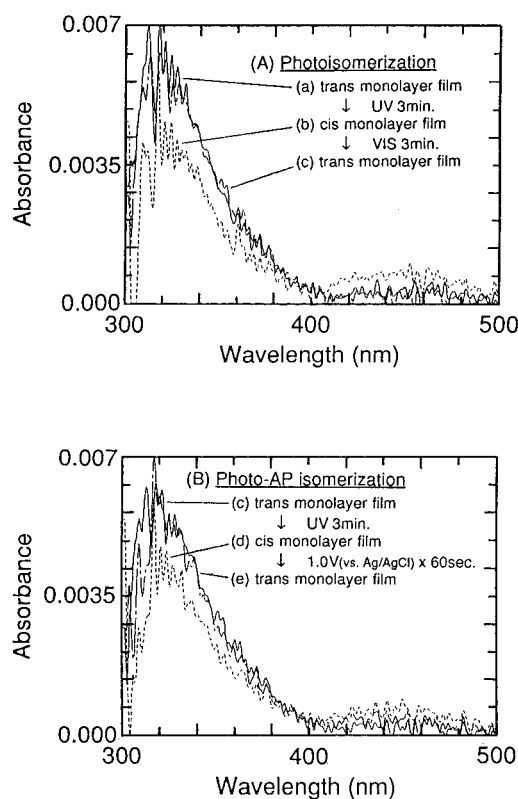 0.007
(A) Photoisomerization
(a) trans monolayer film
↓ UV 3min.
(b) cis monolayer film
↓ VIS 3min.
(c) trans monolayer film
0.0035
0.000
Absorbance
300 400 500
Wavelength (nm)
0.007
(B) Photo-AP isomerization
(c) trans monolayer film
↓ UV 3min.
(d) cis monolayer film
↓ 1.0V(vs. Ag/AgCl) x 60sec.
(e) trans monolayer film
0.0035
0.000
Absorbance
300 400 500
Wavelength (nm)